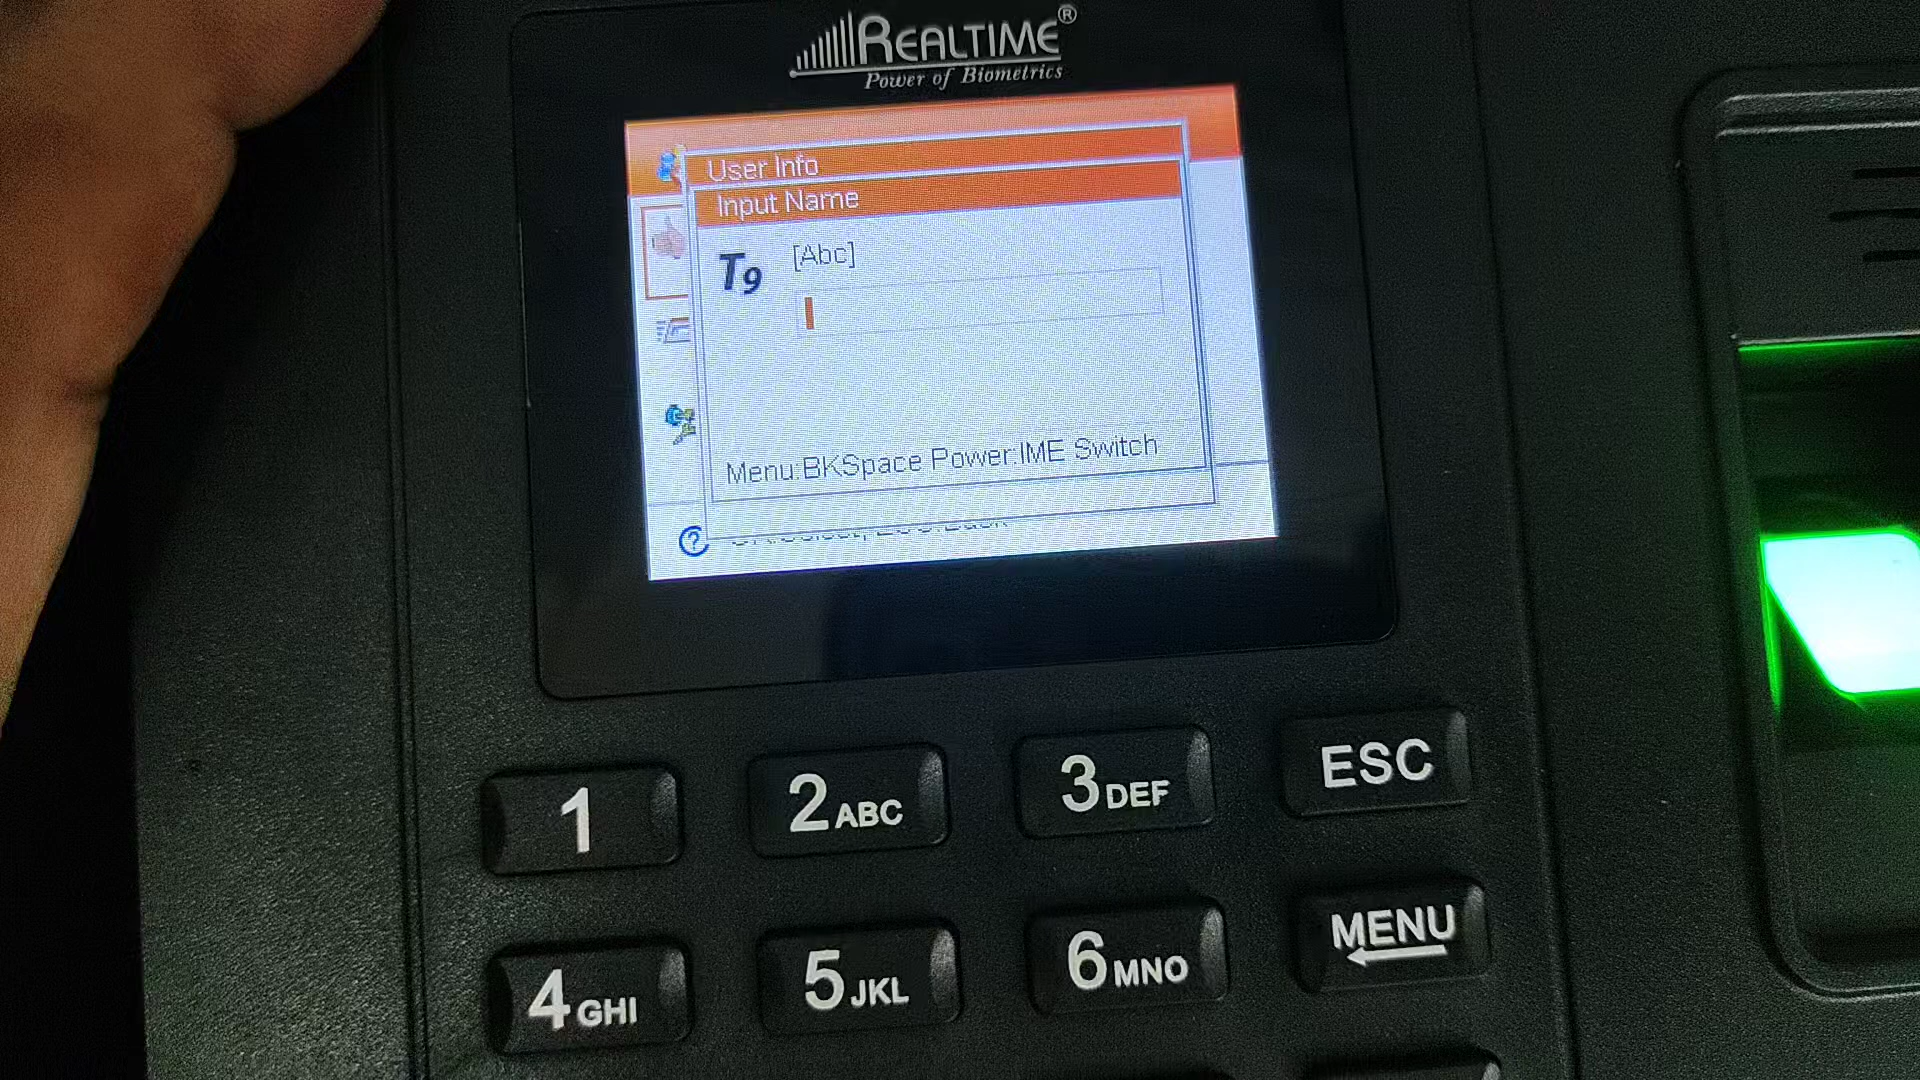 REALTIME®
Power of Biometrics
User Info
Input Name
T9 [Abc]
Menu:BKSpace Power:IME Switch
1 2 ABC 3 DEF ESC
4 GHI 5 JKL 6 MNO MENU